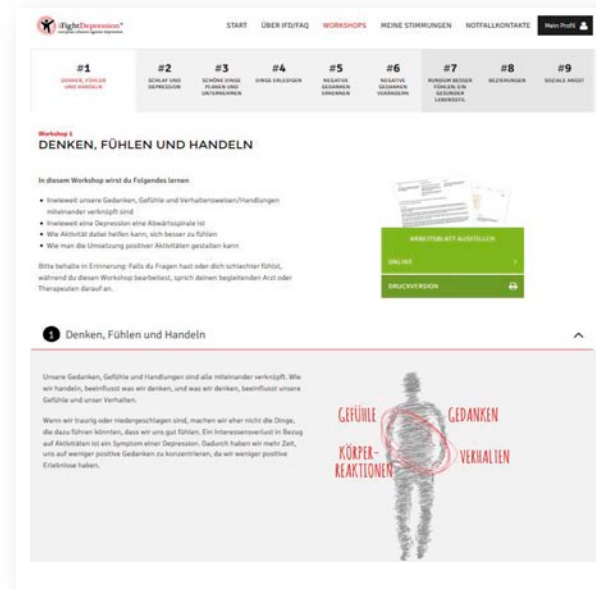 iFightDepression®
european alliance against depression
START ÜBER IFD/FAQ WORKSHOPS MEINE STIMMUNGEN NOTFALLKONTAKTE Mein Profil
#1
DENKEN, FÜHLEN
UND HANDELN
#2
SCHLAF UND
DEPRESSION
#3
SCHÖNE DINGE
PLANEN UND
UNTERNEHMEN
#4
DINGE ERLEDIGEN
#5
NEGATIVE
GEDANKEN
ERKENNEN
#6
NEGATIVE
GEDANKEN
VERÄNDERN
#7
RUNDUM BESSER
FÜHLEN: EIN
GESUNDER
LEBENSSTIL
#8
BEZIEHUNGEN
#9
SOZIALE ANGST
Workshop 1
DENKEN, FÜHLEN UND HANDELN
In diesem Workshop wirst du Folgendes lernen
• Inwieweit unsere Gedanken, Gefühle und Verhaltensweisen/Handlungen
miteinander verknüpft sind
• Inwieweit eine Depression eine Abwärtsspirale ist
• Wie Aktivität dabei helfen kann, sich besser zu fühlen
• Wie man die Umsetzung positiver Aktivitäten gestalten kann
Bitte behalte in Erinnerung: Falls du Fragen hast oder dich schlechter fühlst,
während du diesen Workshop bearbeitest, sprich deinen begleitenden Arzt oder
Therapeuten darauf an.
ARBEITSBLATT AUSFÜLLEN
ONLINE
DRUCKVERSION
1 Denken, Fühlen und Handeln
Unsere Gedanken, Gefühle und Handlungen sind alle miteinander verknüpft. Wie
wir handeln, beeinflusst was wir denken, und was wir denken, beeinflusst unsere
Gefühle und unser Verhalten.
Wenn wir traurig oder niedergeschlagen sind, machen wir eher nicht die Dinge,
die dazu führen könnten, dass wir uns gut fühlen. Ein Interessensverlust in Bezug
auf Aktivitäten ist ein Symptom einer Depression. Dadurch haben wir mehr Zeit,
uns auf weniger positive Gedanken zu konzentrieren, da wir weniger positive
Erlebnisse haben.
GEFÜHLE
GEDANKEN
KÖRPER-
REAKTIONEN
VERHALTEN